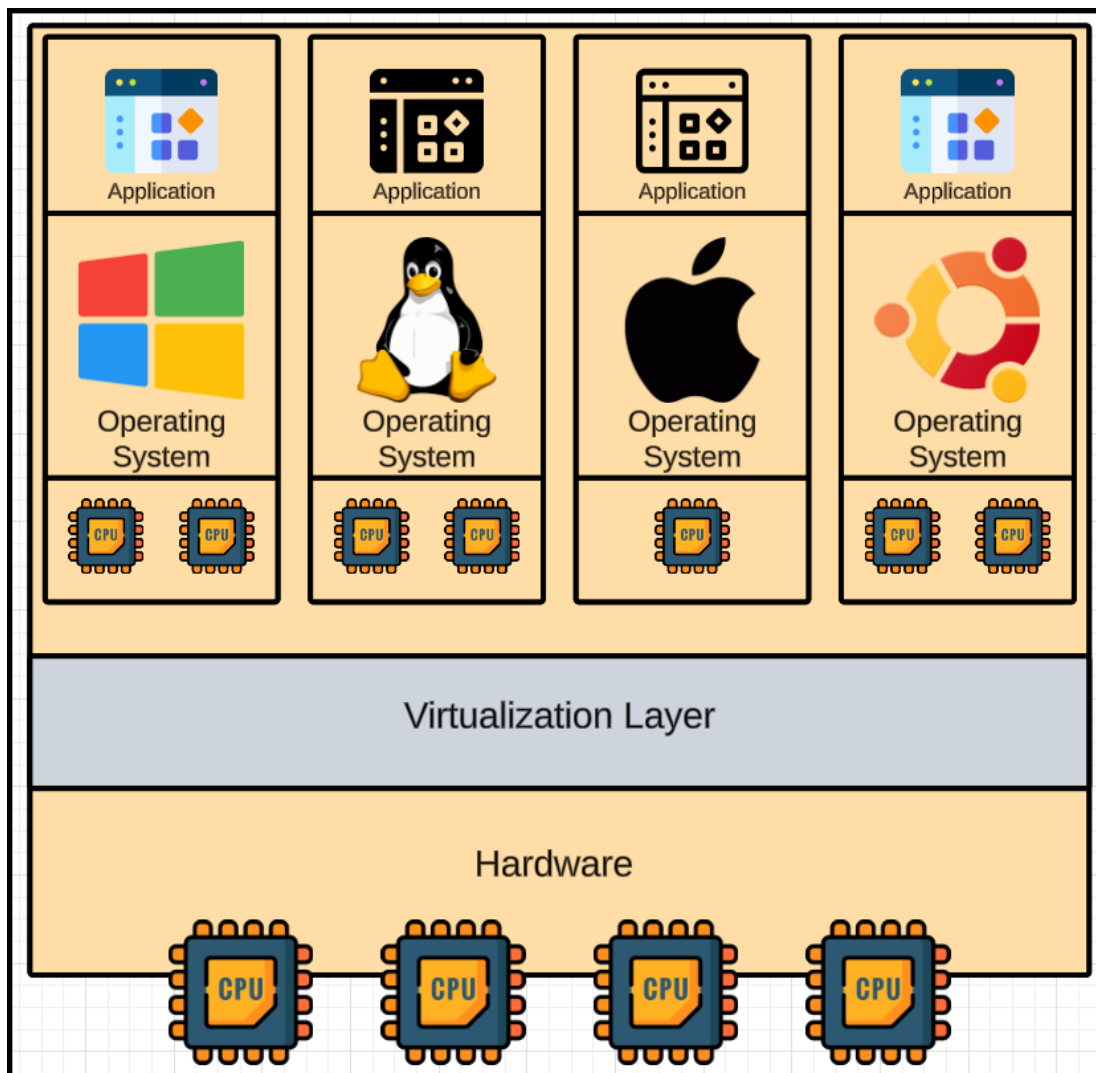 Application
Application
Application
Application
Operating
System
Operating
System
Operating
System
Operating
System
CPU
CPU
CPU
CPU
CPU
CPU
CPU
Virtualization Layer
Hardware
CPU
CPU
CPU
CPU